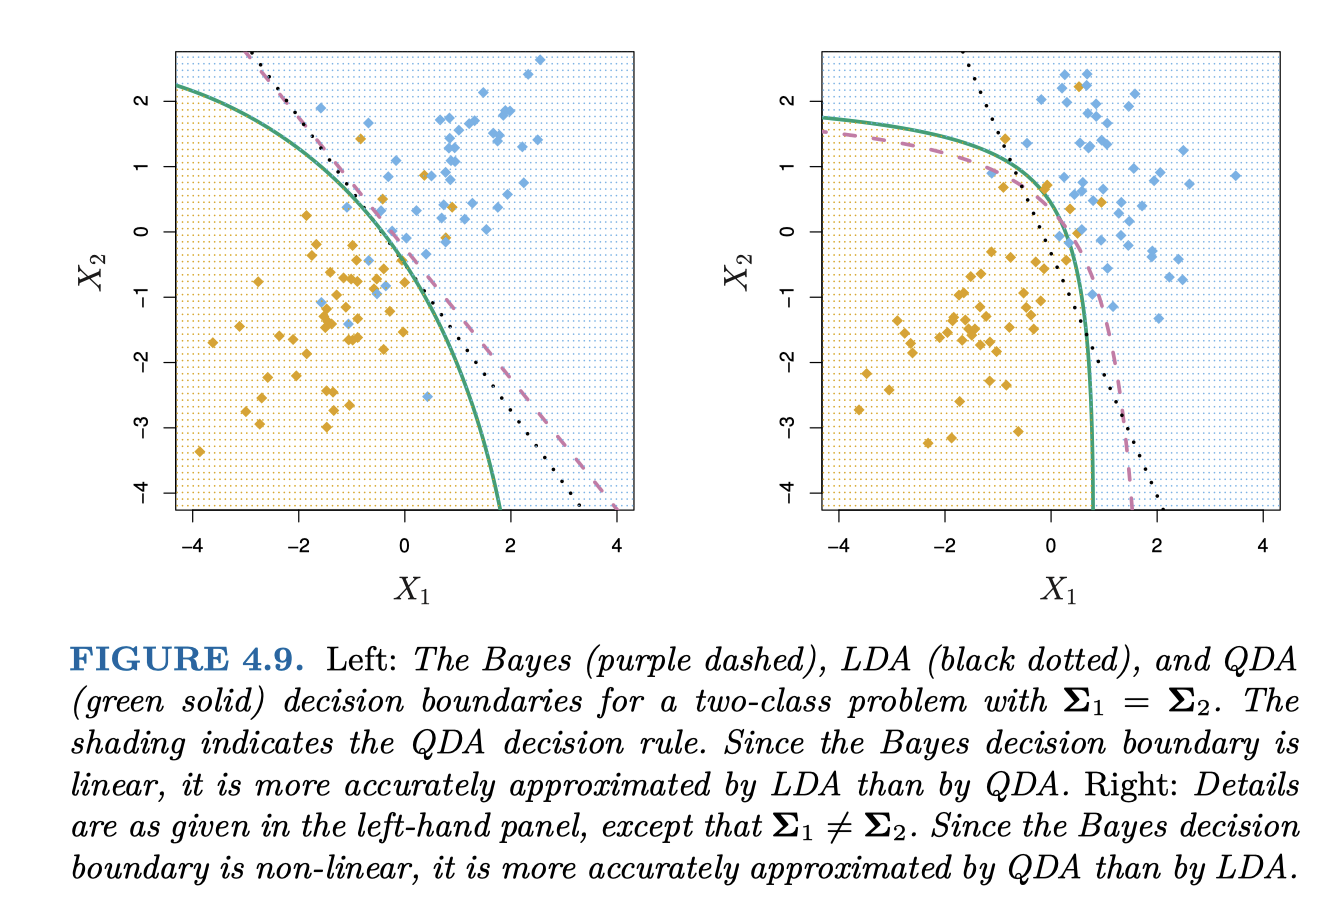 2
1
0
−1
−2
−3
−4
X2
−4
−2
0
2
4
X1
2
1
0
−1
−2
−3
−4
X2
−4
−2
0
2
4
X1
FIGURE 4.9. Left: The Bayes (purple dashed), LDA (black dotted), and QDA
(green solid) decision boundaries for a two-class problem with Σ1 = Σ2. The
shading indicates the QDA decision rule. Since the Bayes decision boundary is
linear, it is more accurately approximated by LDA than by QDA. Right: Details
are as given in the left-hand panel, except that Σ1 ≠ Σ2. Since the Bayes decision
boundary is non-linear, it is more accurately approximated by QDA than by LDA.